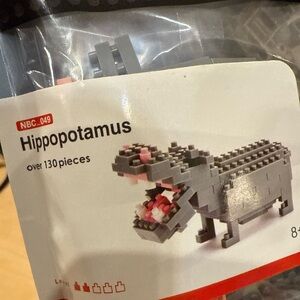 NBC_049
Hippopotamus
over 130 pieces
8+